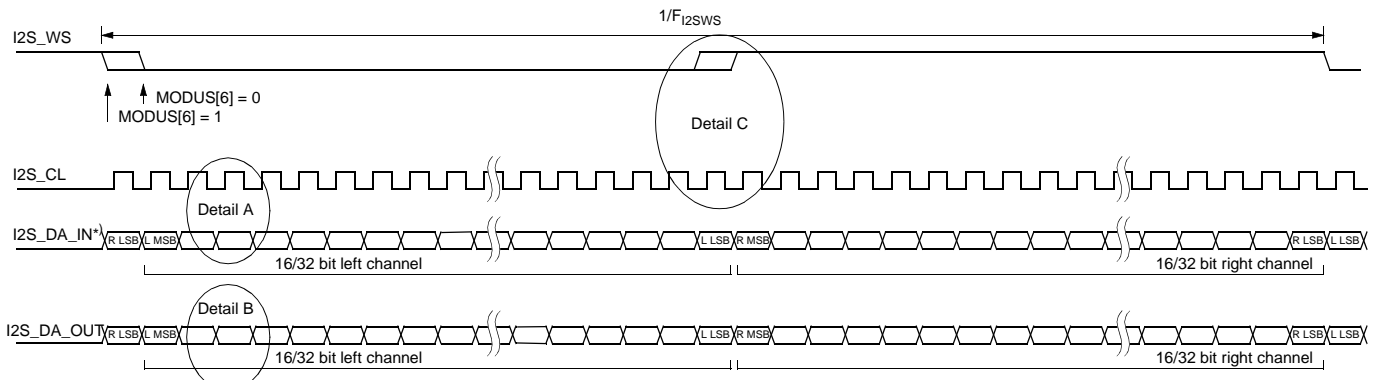 1/FI2SWS
I2S_WS
MODUS[6] = 0
MODUS[6] = 1
Detail C
I2S_CL
Detail A
I2S_DA_IN*)
R LSB L MSB L LSB R MSB R LSB L LSB
16/32 bit left channel 16/32 bit right channel
Detail B
I2S_DA_OUT
R LSB L MSB L LSB R MSB R LSB L LSB
16/32 bit left channel 16/32 bit right channel